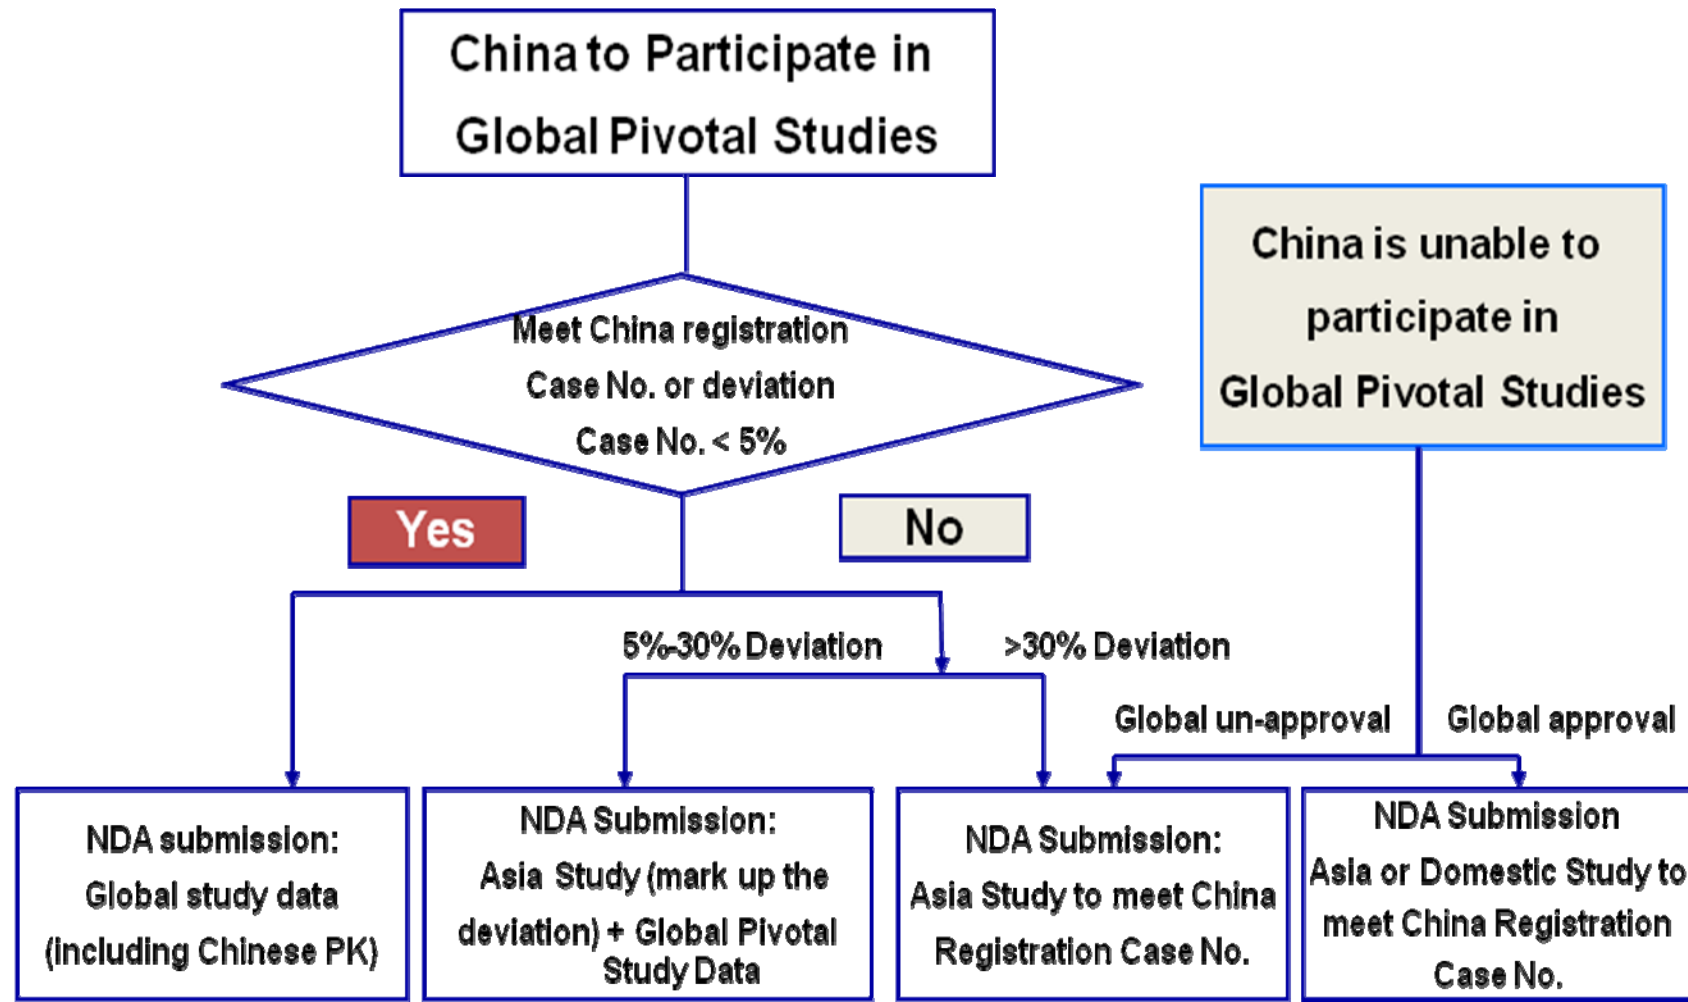 China to Participate in
Global Pivotal Studies
China is unable to
participate in
Global Pivotal Studies
Meet China registration
Case No. or deviation
Case No. < 5%
Yes
No
5%-30% Deviation
>30% Deviation
Global un-approval
Global approval
NDA submission:
Global study data
(including Chinese PK)
NDA Submission:
Asia Study (mark up the
deviation) + Global Pivotal
Study Data
NDA Submission:
Asia Study to meet China
Registration Case No.
NDA Submission
Asia or Domestic Study to
meet China Registration
Case No.